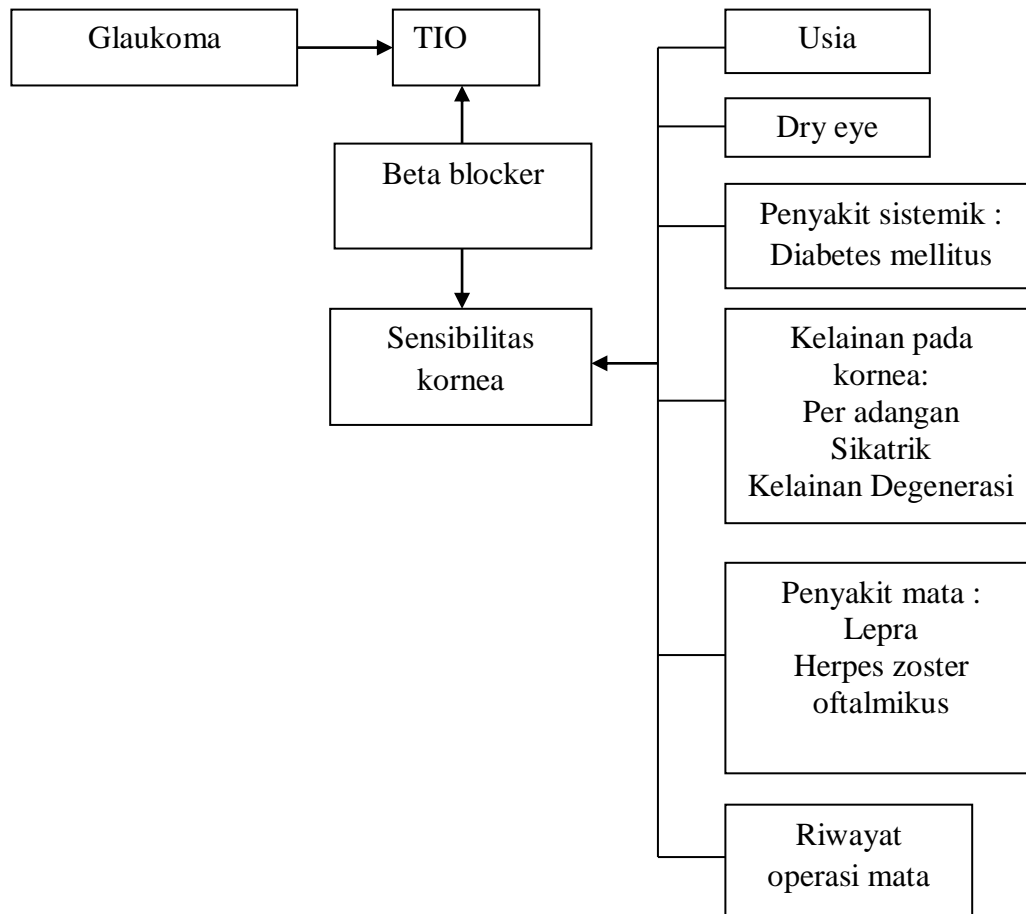 Glaukoma
TIO
Beta blocker
Sensibilitas
kornea
Usia
Dry eye
Penyakit sistemik :
Diabetes mellitus
Kelainan pada
kornea:
Per adangan
Sikatrik
Kelainan Degenerasi
Penyakit mata :
Lepra
Herpes zoster
oftalmikus
Riwayat
operasi mata